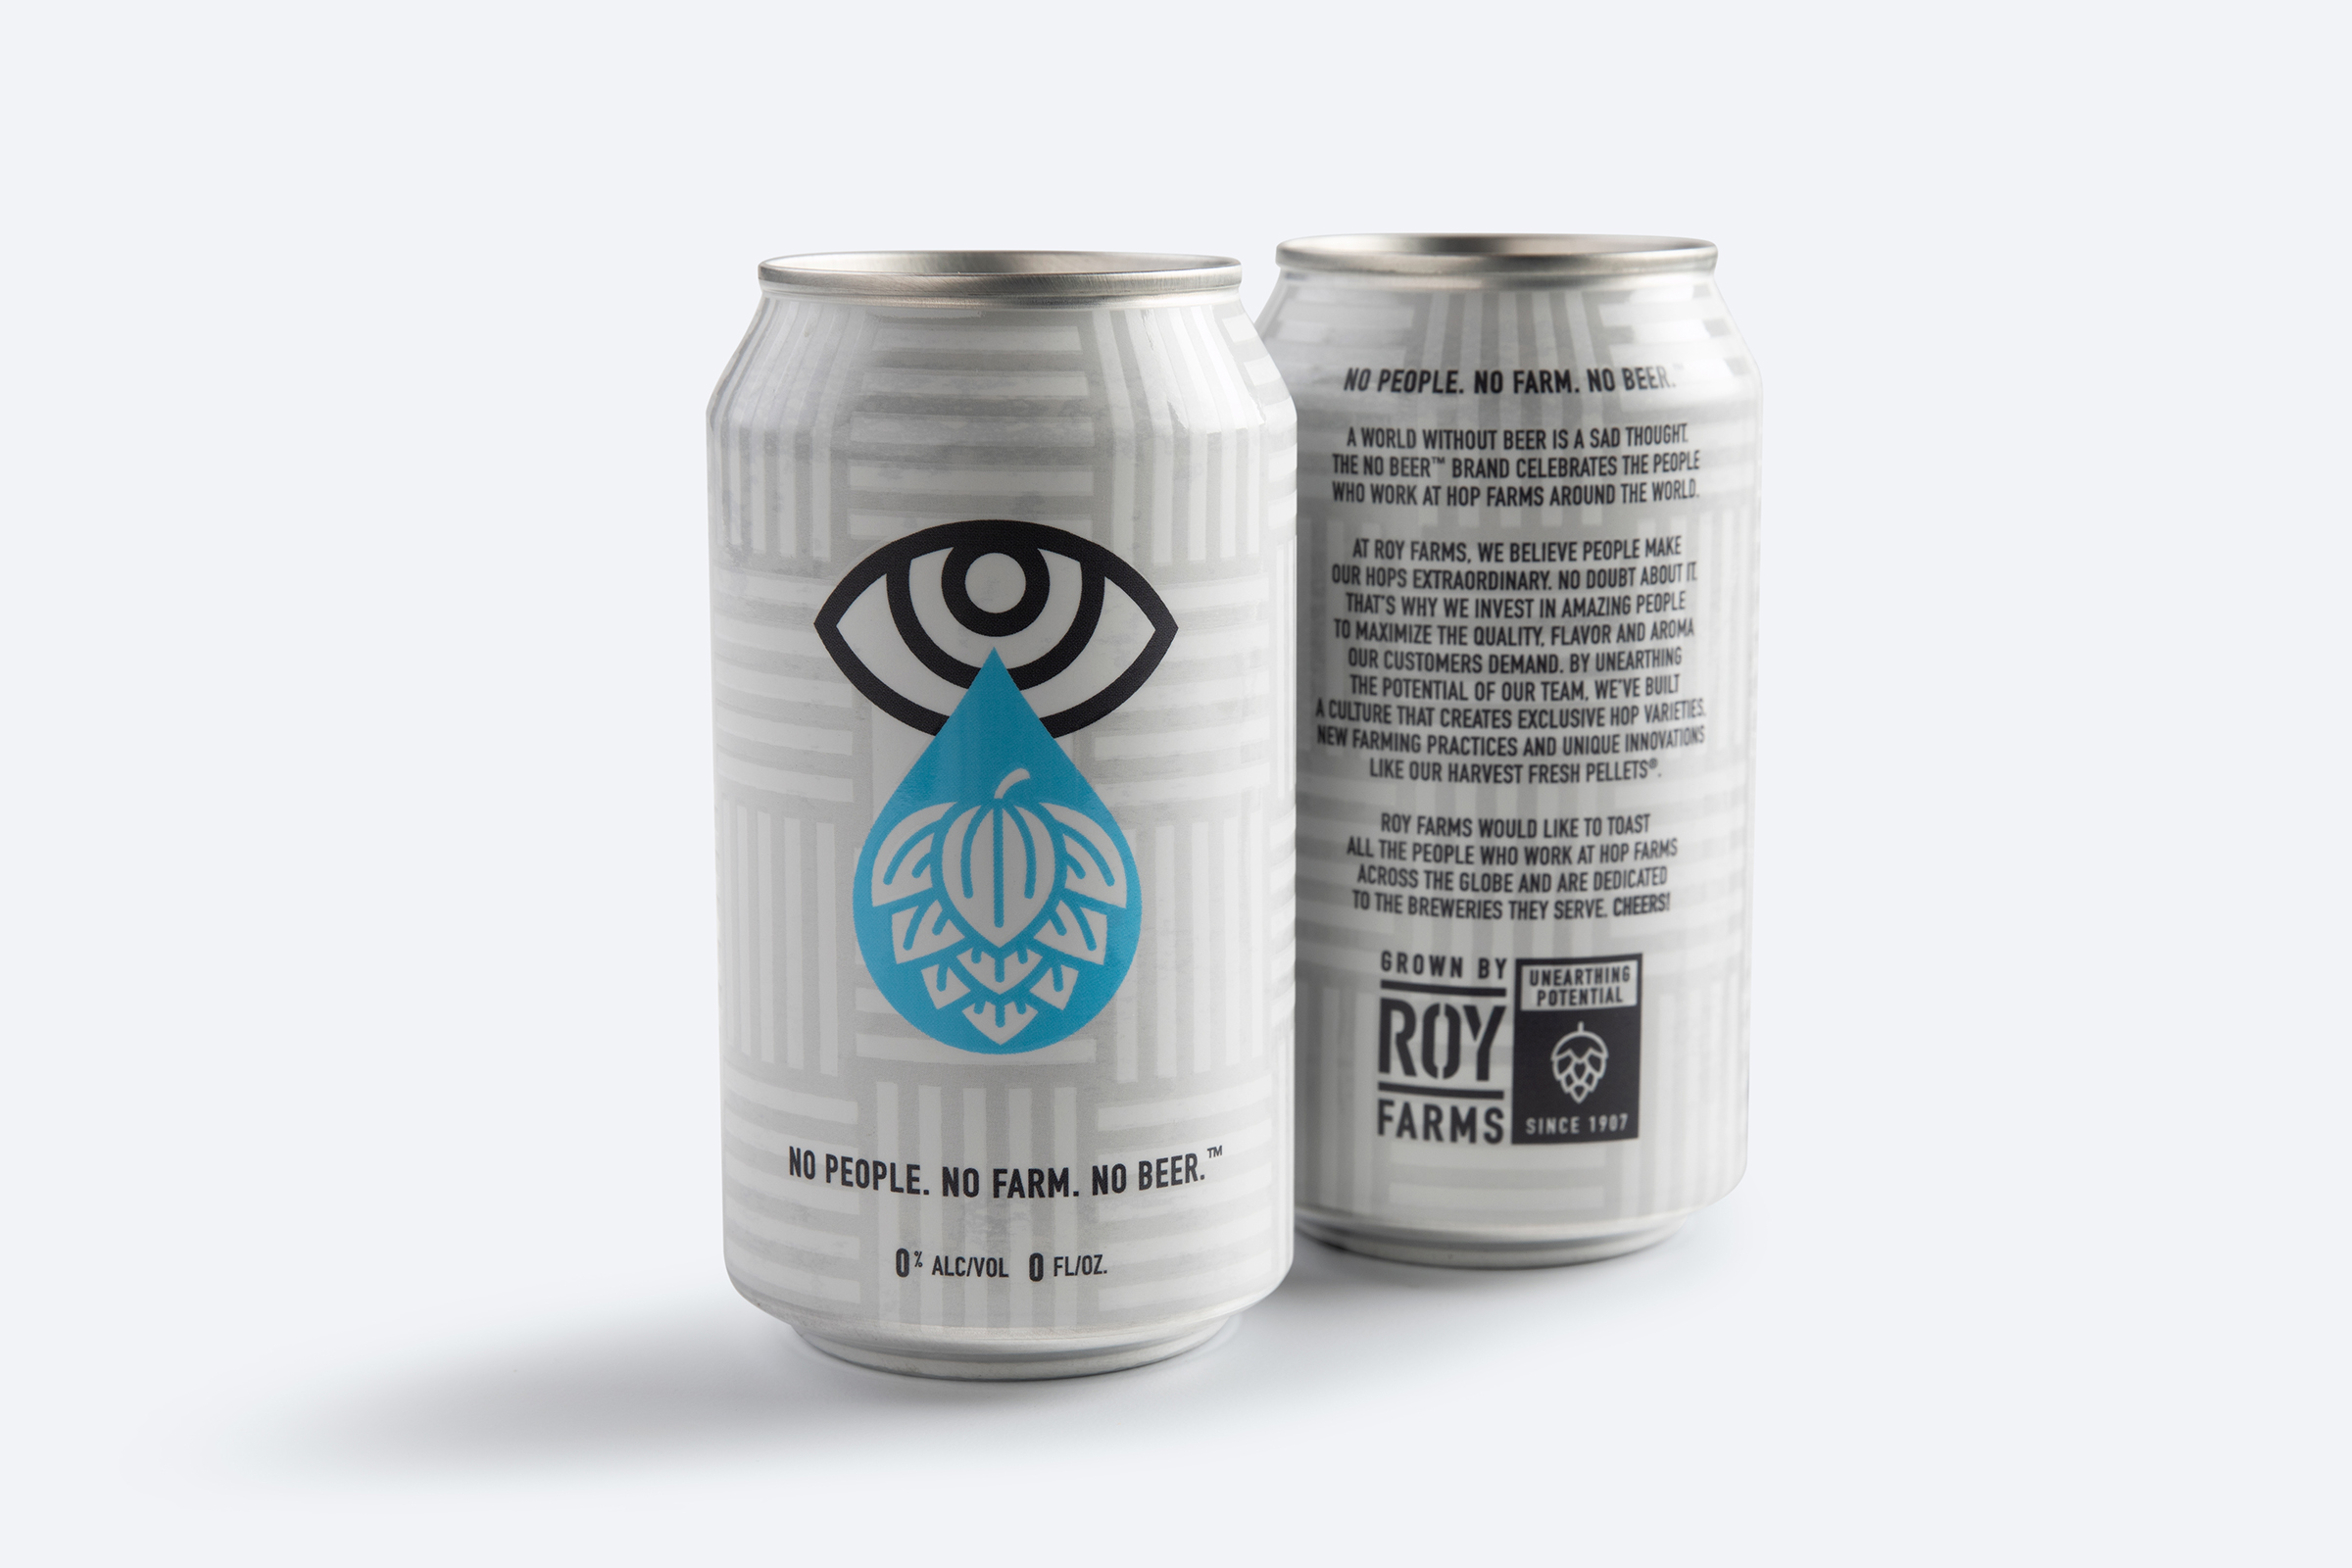 NO PEOPLE. NO FARM. NO BEER.™
0% ALC/VOL 0 FL/OZ.
NO PEOPLE. NO FARM. NO BEER.™
A WORLD WITHOUT BEER IS A SAD THOUGHT.
THE NO BEER™ BRAND CELEBRATES THE PEOPLE
WHO WORK AT HOP FARMS AROUND THE WORLD.
AT ROY FARMS, WE BELIEVE PEOPLE MAKE
OUR HOPS EXTRAORDINARY. NO DOUBT ABOUT IT.
THAT'S WHY WE INVEST IN AMAZING PEOPLE
TO MAXIMIZE THE QUALITY, FLAVOR AND AROMA
OUR CUSTOMERS DEMAND. BY UNEARTHING
THE POTENTIAL OF OUR TEAM, WE'VE BUILT
A CULTURE THAT CREATES EXCLUSIVE HOP VARIETIES,
NEW FARMING PRACTICES AND UNIQUE INNOVATIONS
LIKE OUR HARVEST FRESH PELLETS®.
ROY FARMS WOULD LIKE TO TOAST
ALL THE PEOPLE WHO WORK AT HOP FARMS
ACROSS THE GLOBE AND ARE DEDICATED
TO THE BREWERIES THEY SERVE. CHEERS!
GROWN BY
ROY
FARMS
UNEARTHING
POTENTIAL
SINCE 1907